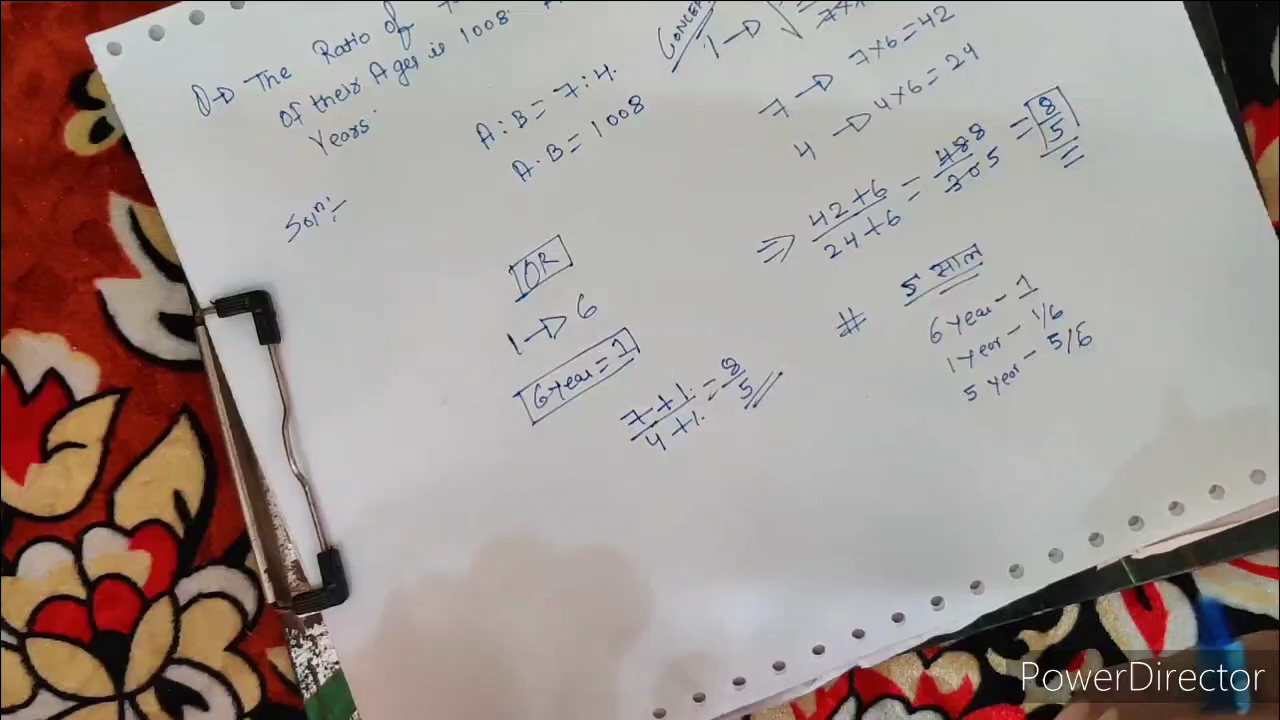 Q→ The Ratio of
of their Ages is 1008.
Years.
Soln:-
A:B = 7:4.
A·B = 1008
OR
1→ 6
6 year = 1
7+1 / 4+1 = 8/5
1→ √
7→ 7×6=42
4→ 4×6=24
⇒ 42+6 / 24+6 = 48 8 / 30 5 = 8/5
# 5 साल
6 year - 1
1 year - 1/6
5 year - 5/6
PowerDirector